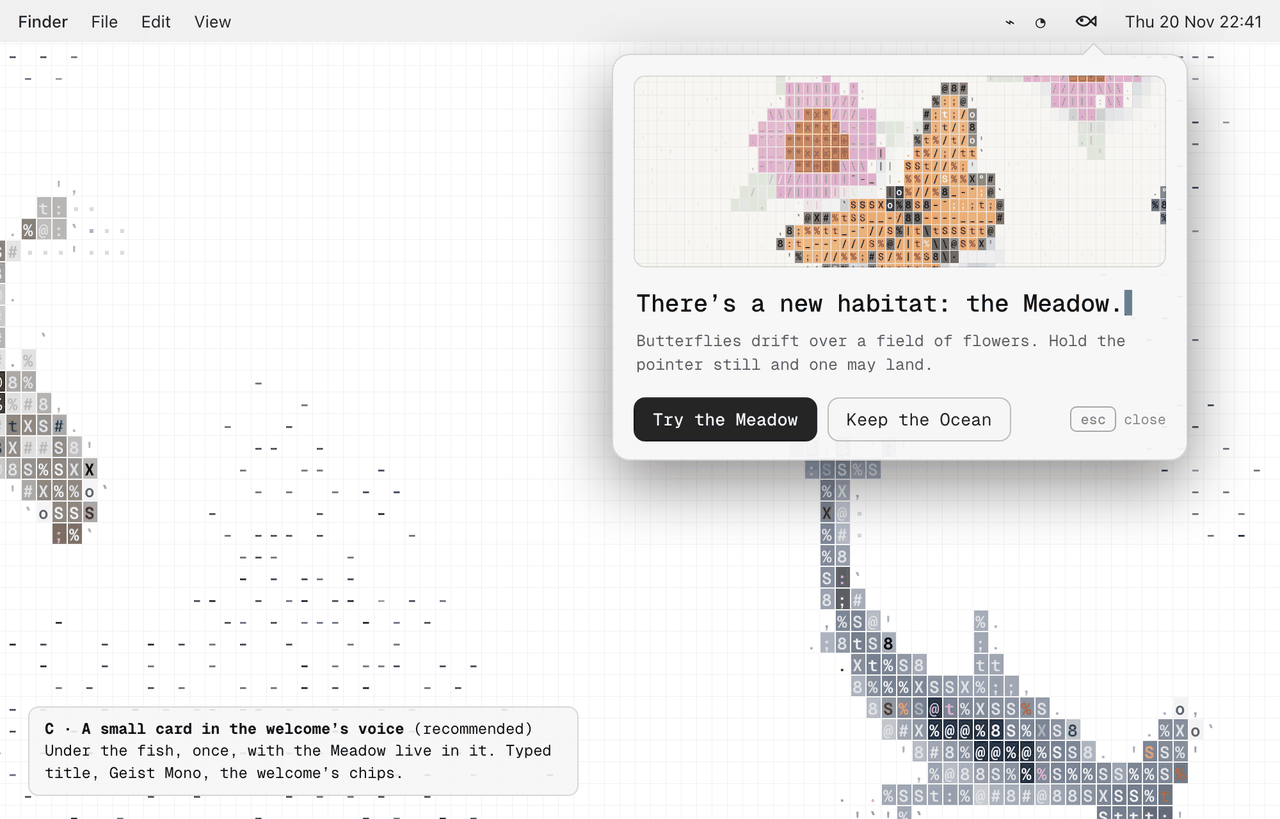 Finder File Edit View Thu 20 Nov 22:41
There’s a new habitat: the Meadow.
Butterflies drift over a field of flowers. Hold the
pointer still and one may land.
Try the Meadow Keep the Ocean esc close
C · A small card in the welcome’s voice (recommended)
Under the fish, once, with the Meadow live in it. Typed
title, Geist Mono, the welcome’s chips.